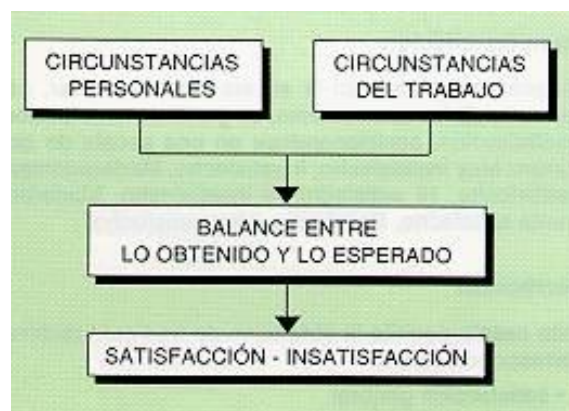 CIRCUNSTANCIAS
PERSONALES
CIRCUNSTANCIAS
DEL TRABAJO
BALANCE ENTRE
LO OBTENIDO Y LO ESPERADO
SATISFACCIÓN - INSATISFACCIÓN